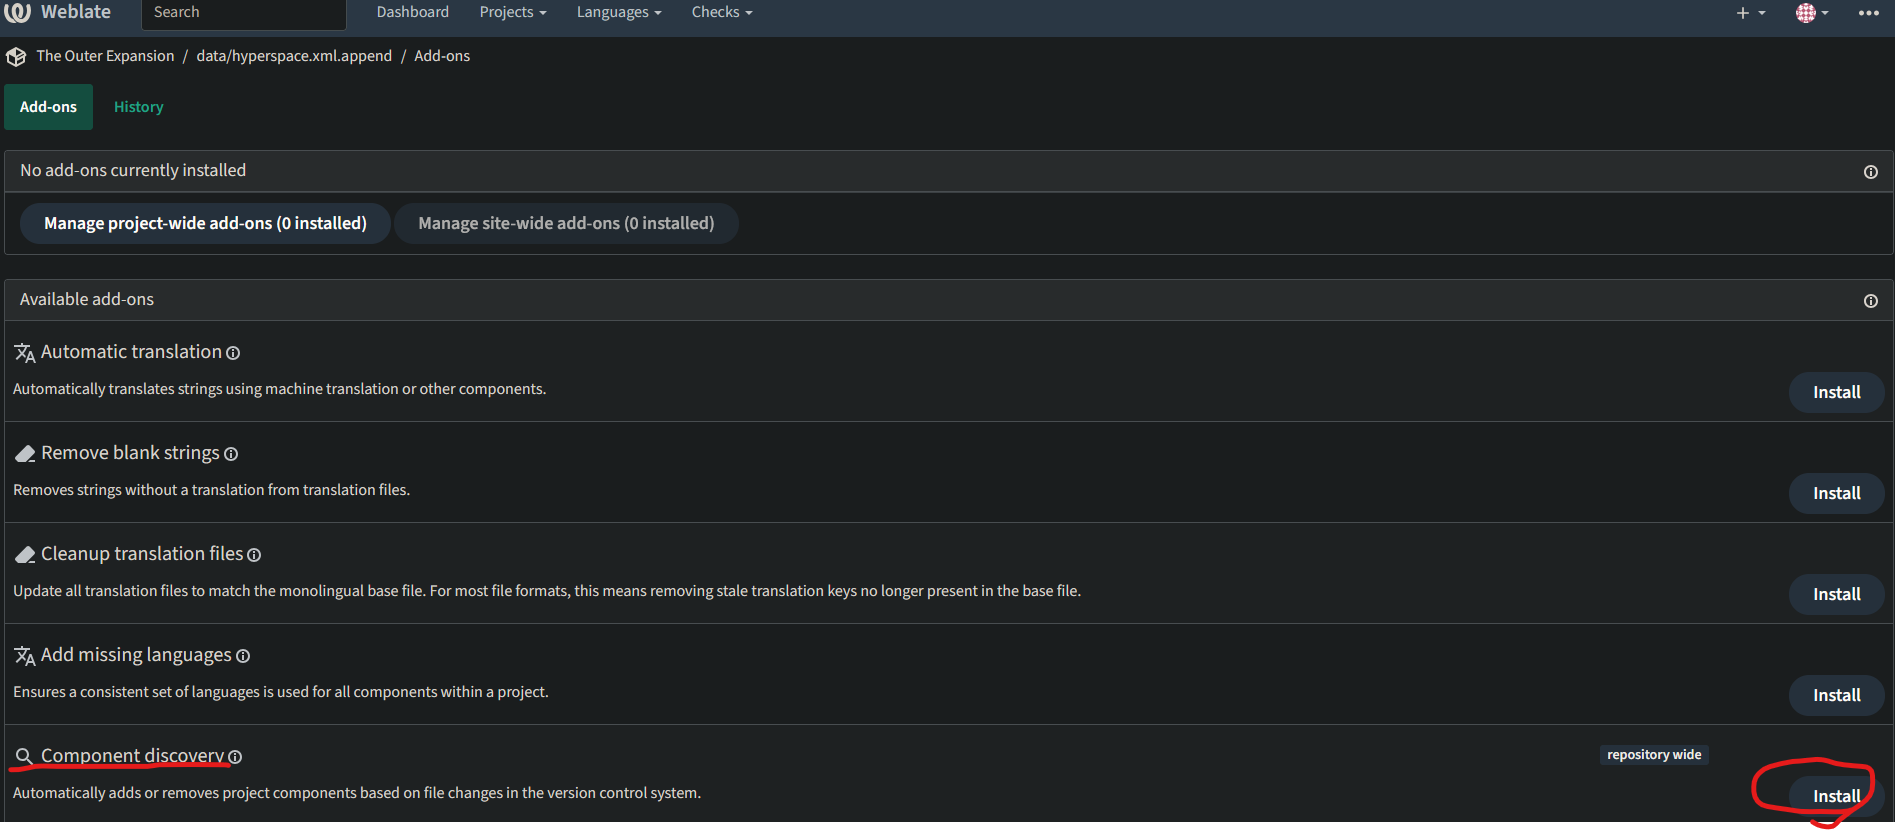 Weblate Search Dashboard Projects Languages Checks
The Outer Expansion / data/hyperspace.xml.append / Add-ons
Add-ons History
No add-ons currently installed
Manage project-wide add-ons (0 installed) Manage site-wide add-ons (0 installed)
Available add-ons
Automatic translation
Automatically translates strings using machine translation or other components.
Install
Remove blank strings
Removes strings without a translation from translation files.
Install
Cleanup translation files
Update all translation files to match the monolingual base file. For most file formats, this means removing stale translation keys no longer present in the base file.
Install
Add missing languages
Ensures a consistent set of languages is used for all components within a project.
Install
Component discovery repository wide
Automatically adds or removes project components based on file changes in the version control system.
Install